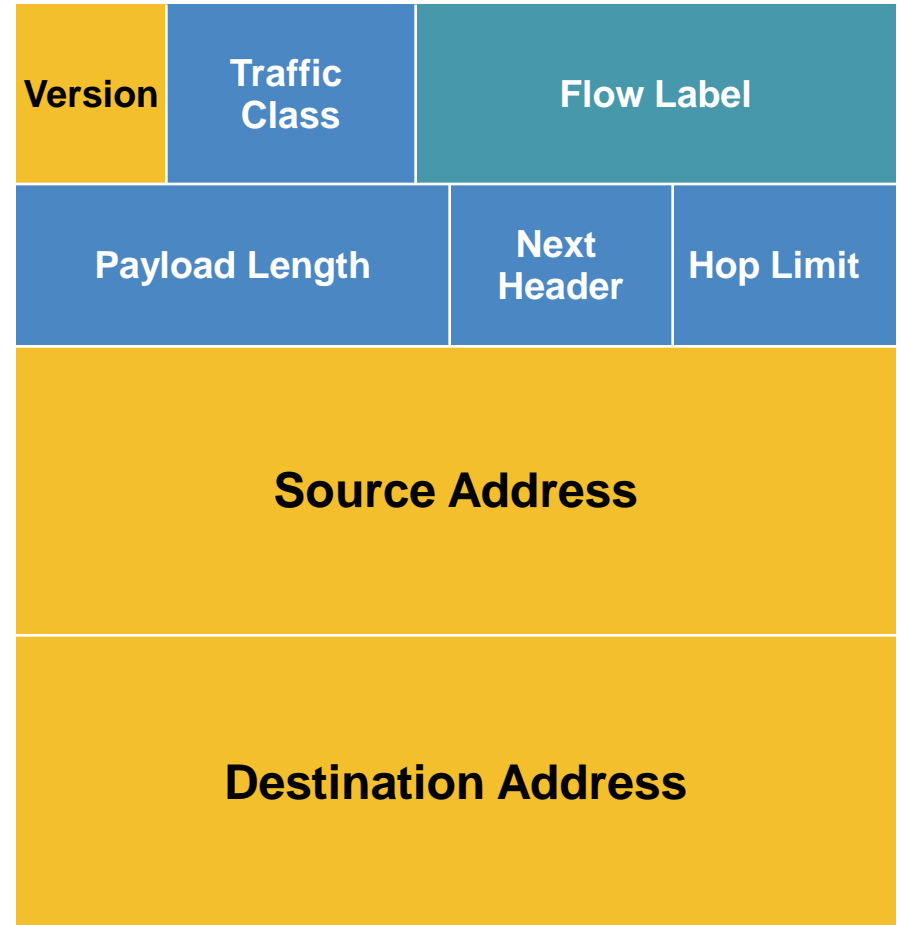 Version
Traffic
Class
Flow Label
Payload Length
Next
Header
Hop Limit
Source Address
Destination Address